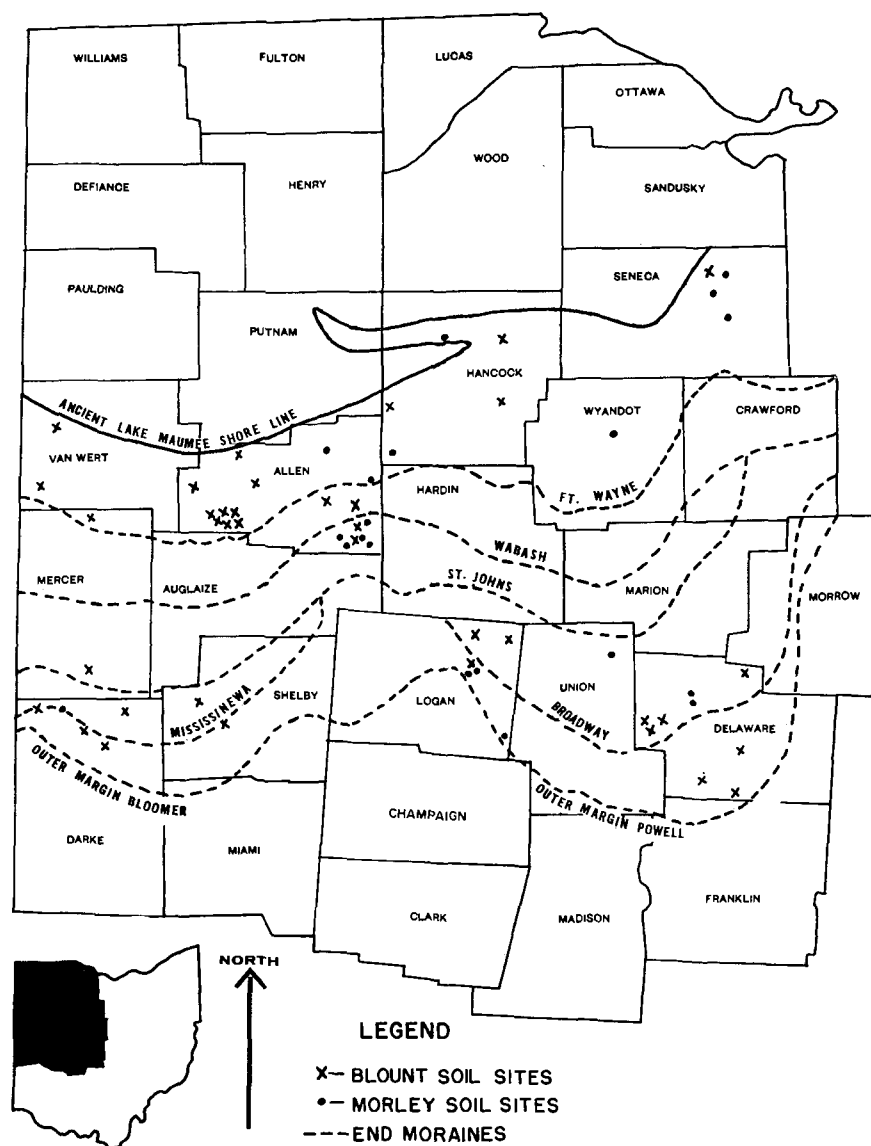 WILLIAMS
FULTON
LUCAS
OTTAWA
WOOD
DEFIANCE
HENRY
SANDUSKY
PAULDING
SENECA
PUTNAM
HANCOCK
ANCIENT LAKE MAUMEE SHORE LINE
WYANDOT
CRAWFORD
VAN WERT
ALLEN
HARDIN
FT. WAYNE
WABASH
MERCER
AUGLAIZE
ST. JOHNS
MARION
MORROW
MISSISSINEWA
SHELBY
LOGAN
UNION
BROADWAY
DELAWARE
OUTER MARGIN BLOOMER
OUTER MARGIN POWELL
DARKE
MIAMI
CHAMPAIGN
CLARK
MADISON
FRANKLIN
NORTH
LEGEND
X— BLOUNT SOIL SITES
•— MORLEY SOIL SITES
---- END MORAINES